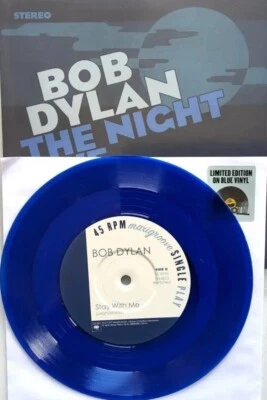 STEREO
BOB
DYLAN
THE NIGHT
LIMITED EDITION
ON BLUE VINYL
45 RPM maxigroove SINGLE PLAY
BOB DYLAN
SIDE B
Stay With Me